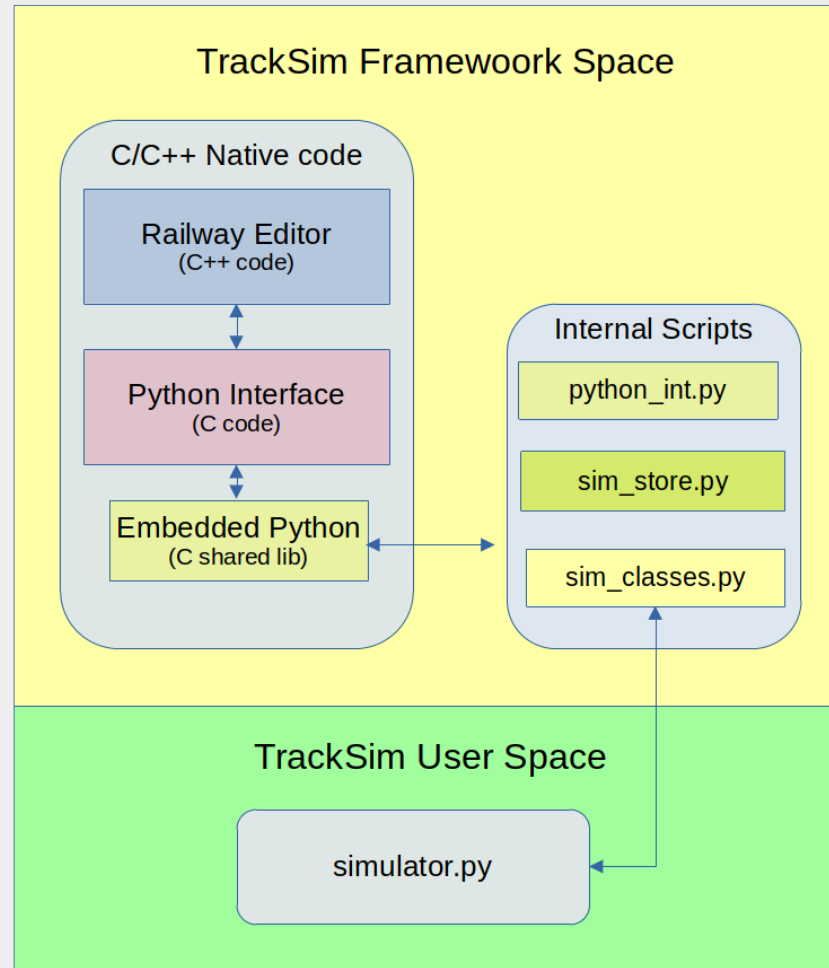 TrackSim Framewoork Space
C/C++ Native code
Railway Editor
(C++ code)
Python Interface
(C code)
Embedded Python
(C shared lib)
Internal Scripts
python_int.py
sim_store.py
sim_classes.py
TrackSim User Space
simulator.py